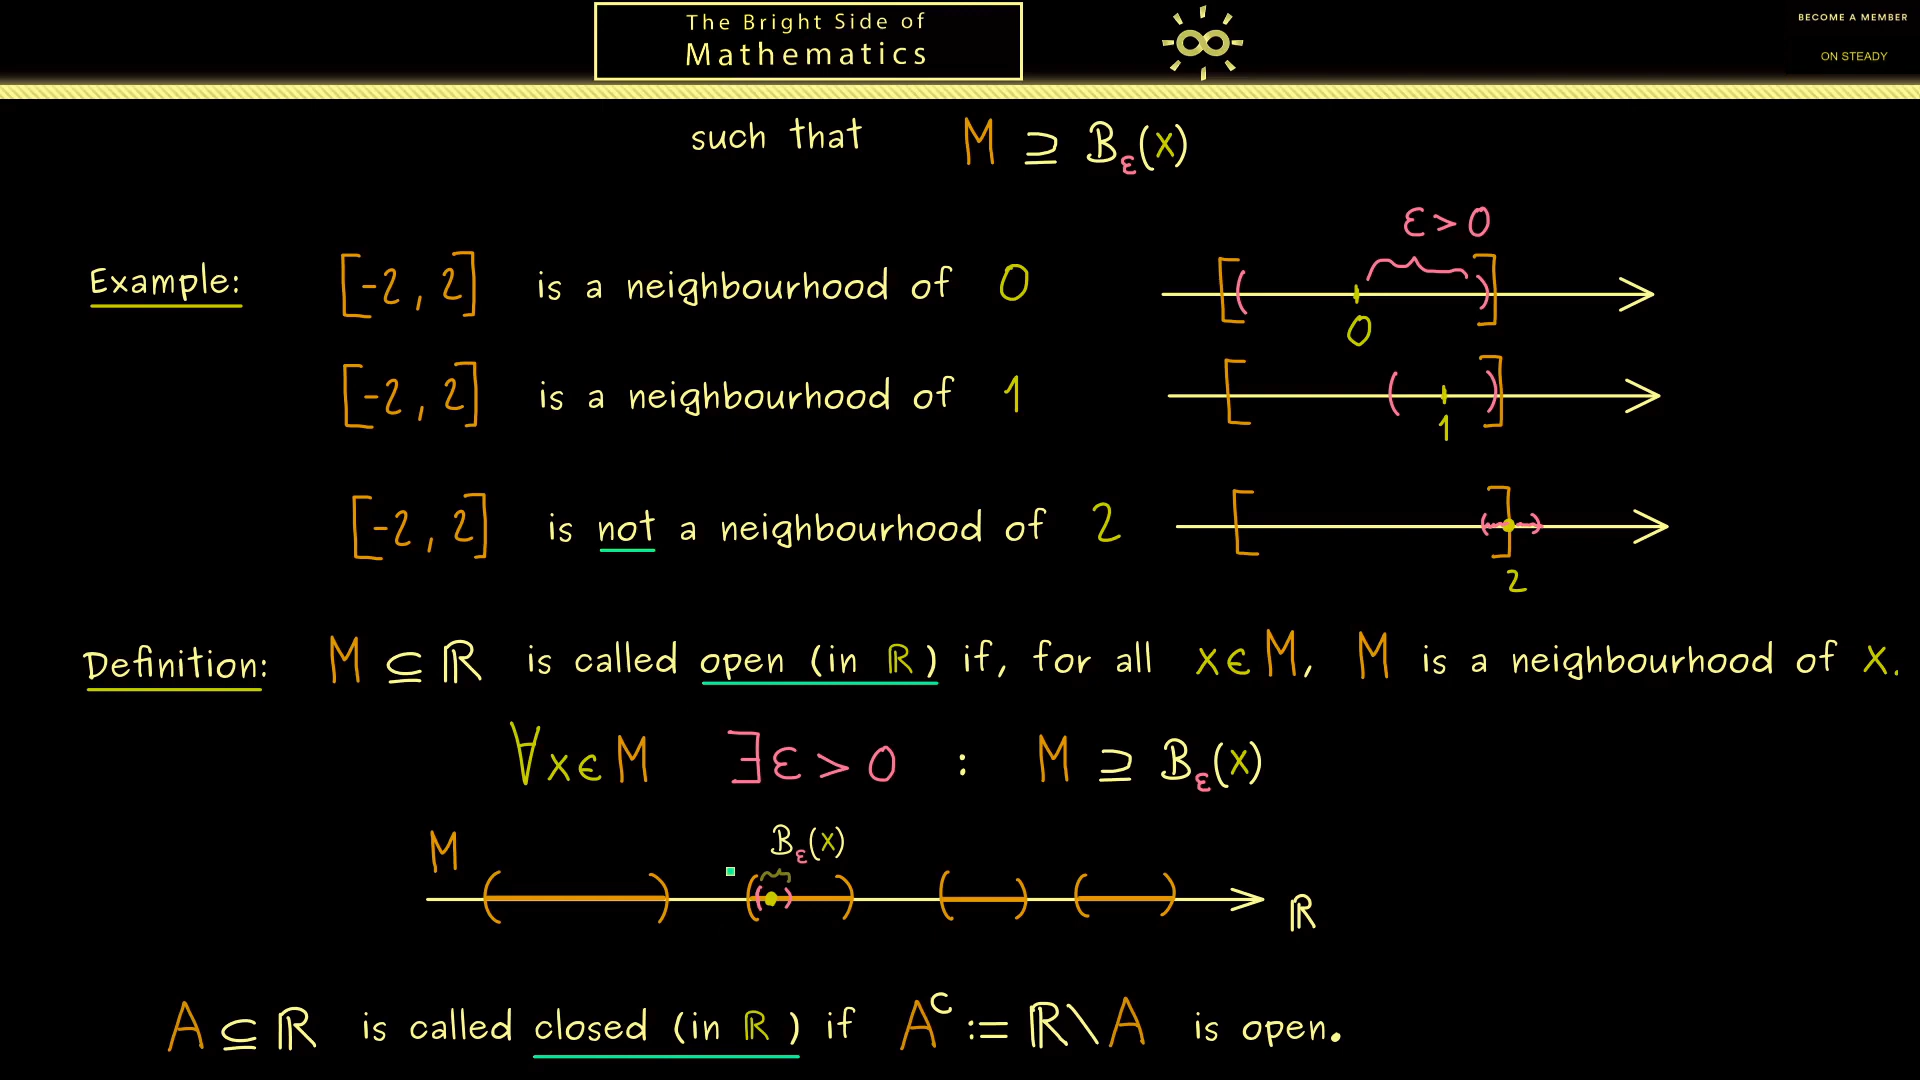 The Bright Side of
Mathematics
BECOME A MEMBER
ON STEADY
such that M ⊇ B_ε(x)
Example: [-2, 2] is a neighbourhood of 0
ε > 0
0
[-2, 2] is a neighbourhood of 1
1
[-2, 2] is not a neighbourhood of 2
2
Definition: M ⊆ ℝ is called open (in ℝ) if, for all x ∈ M, M is a neighbourhood of x.
∀x ∈ M ∃ε > 0 : M ⊇ B_ε(x)
M B_ε(x)
ℝ
A ⊆ ℝ is called closed (in ℝ) if A^c := ℝ \ A is open.